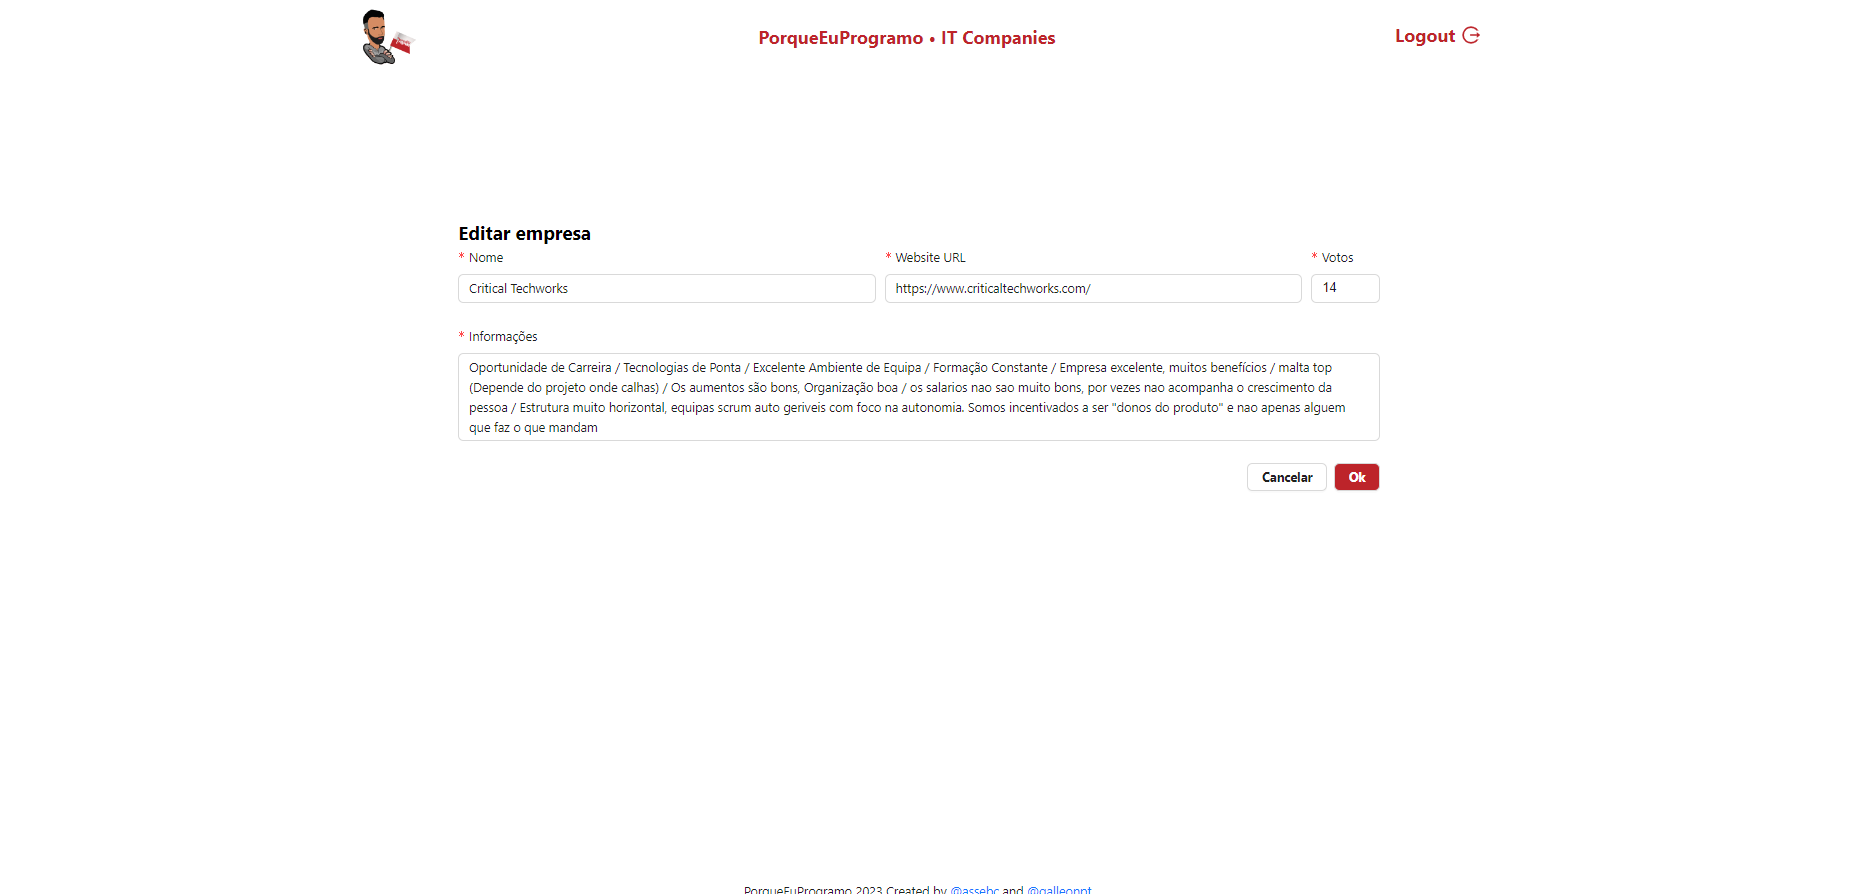 PorqueEuProgramo • IT Companies
Logout
Editar empresa
* Nome
* Website URL
* Votos
Critical Techworks
https://www.criticaltechworks.com/
14
* Informações
Oportunidade de Carreira / Tecnologias de Ponta / Excelente Ambiente de Equipa / Formação Constante / Empresa excelente, muitos benefícios / malta top
(Depende do projeto onde calhas) / Os aumentos são bons, Organização boa / os salarios nao sao muito bons, por vezes nao acompanha o crescimento da
pessoa / Estrutura muito horizontal, equipas scrum auto geriveis com foco na autonomia. Somos incentivados a ser "donos do produto" e nao apenas alguem
que faz o que mandam
Cancelar
Ok
PorqueEuProgramo 2023 Created by @assebc and @galleonpt